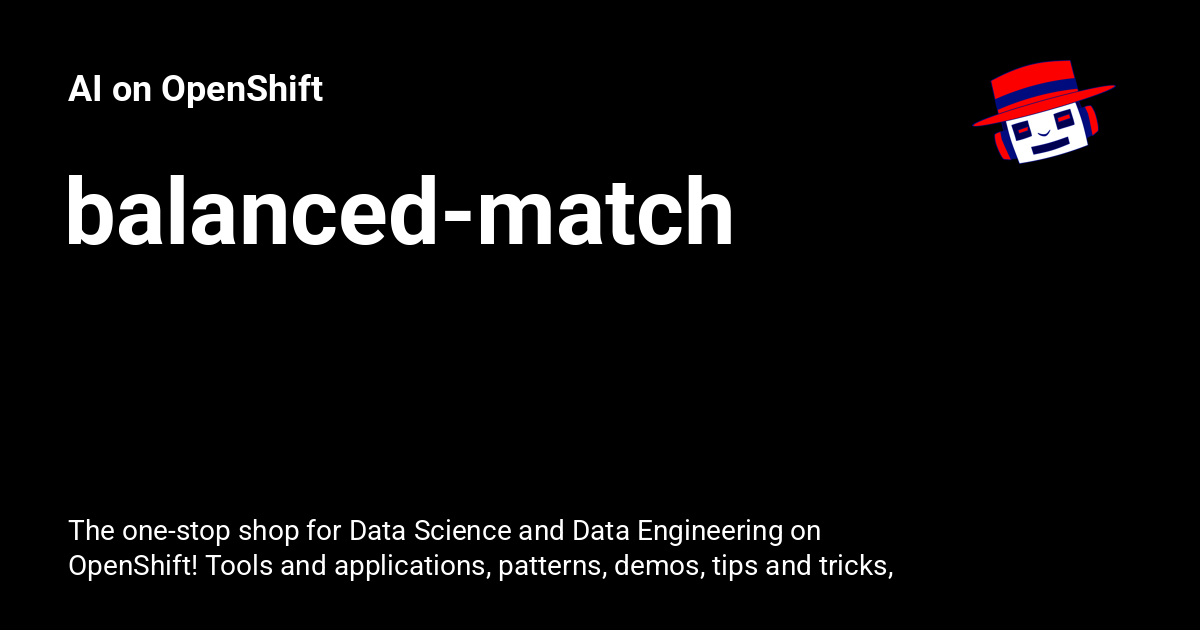 AI on OpenShift
balanced-match
The one-stop shop for Data Science and Data Engineering on
OpenShift! Tools and applications, patterns, demos, tips and tricks,